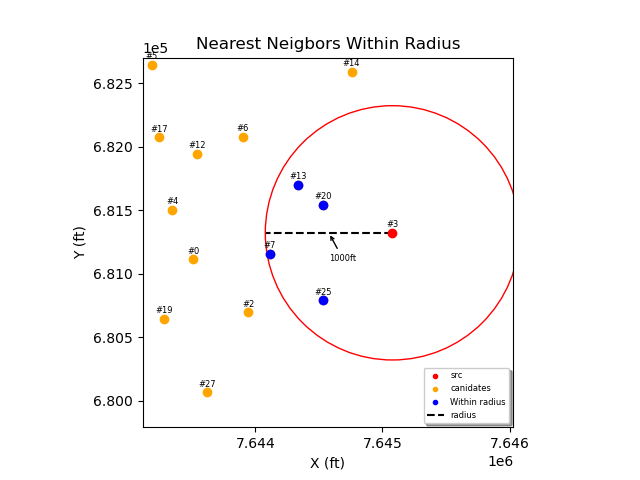 Nearest Neigbors Within Radius
1e5
#5
#14
6.825
#17
#6
#12
6.820
#13
#20
#4
6.815
#3
#7
#0
1000ft
6.810
#25
#2
#19
6.805
#27
6.800
src
canidates
Within radius
radius
7.644
7.645
7.646
X (ft)
1e6
Y (ft)